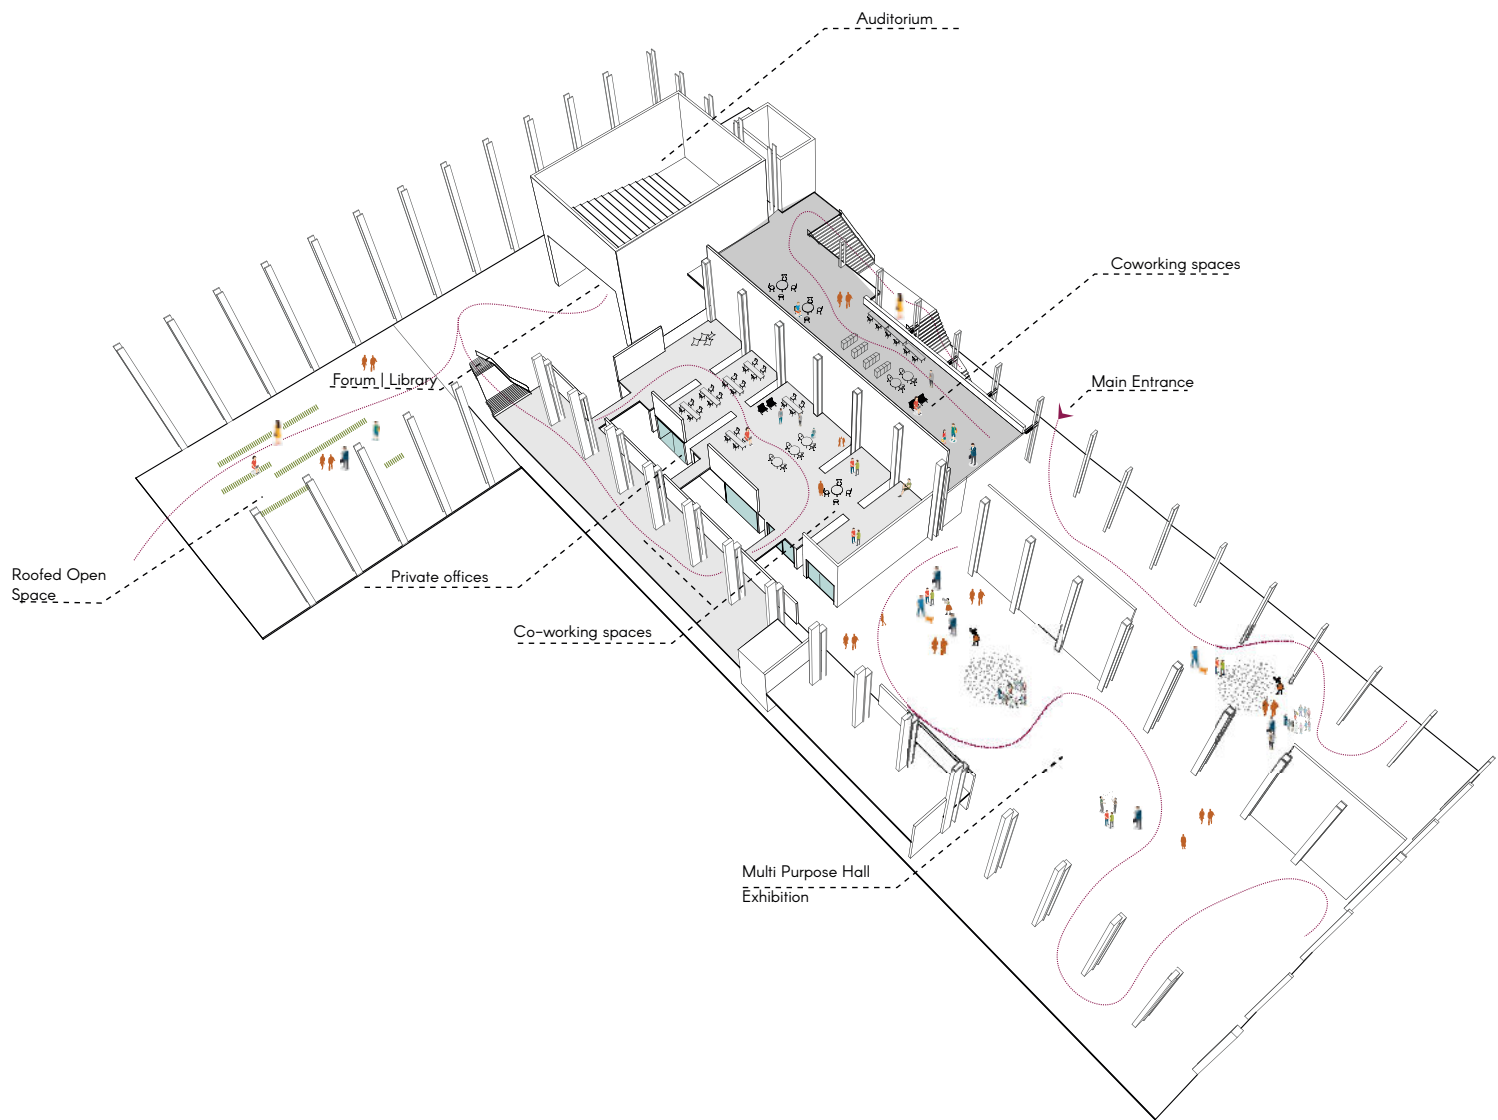 Auditorium
Coworking spaces
Main Entrance
Forum | Library
Roofed Open
Space
Private offices
Co-working spaces
Multi Purpose Hall
Exhibition